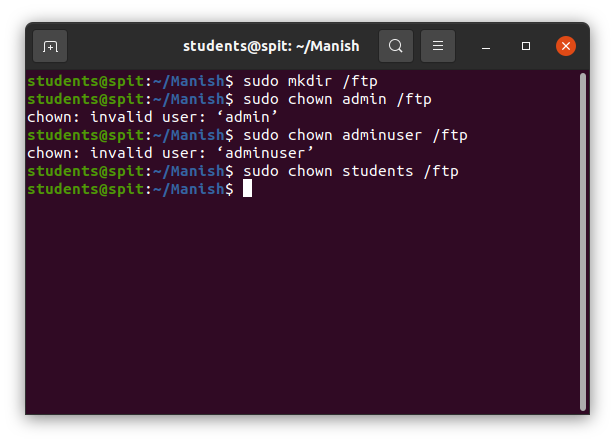 students@spit: ~/Manish
students@spit:~/Manish$ sudo mkdir /ftp
students@spit:~/Manish$ sudo chown admin /ftp
chown: invalid user: ‘admin’
students@spit:~/Manish$ sudo chown adminuser /ftp
chown: invalid user: ‘adminuser’
students@spit:~/Manish$ sudo chown students /ftp
students@spit:~/Manish$